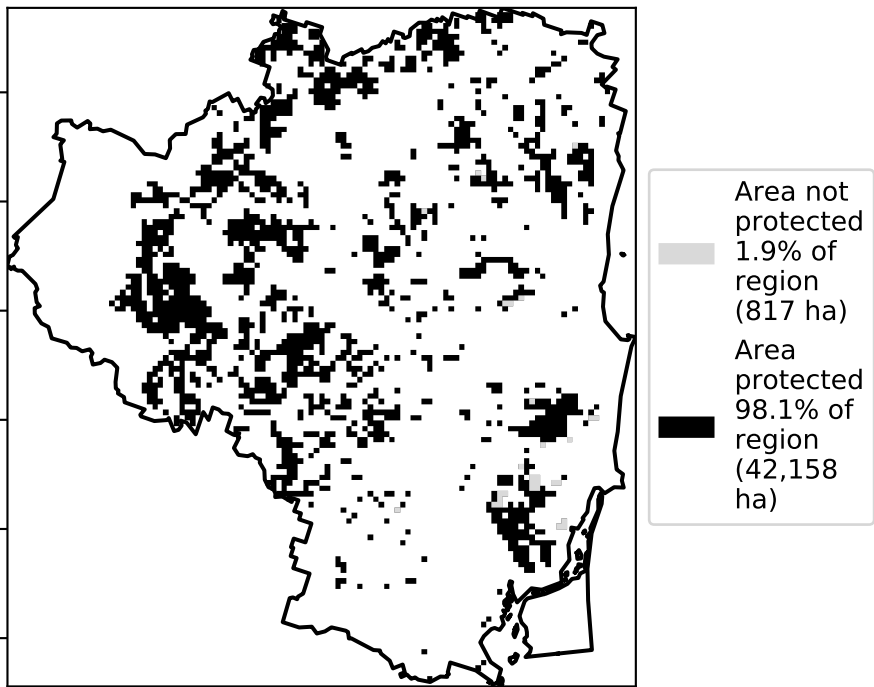 Area not
protected
1.9% of
region
(817 ha)
Area
protected
98.1% of
region
(42,158
ha)